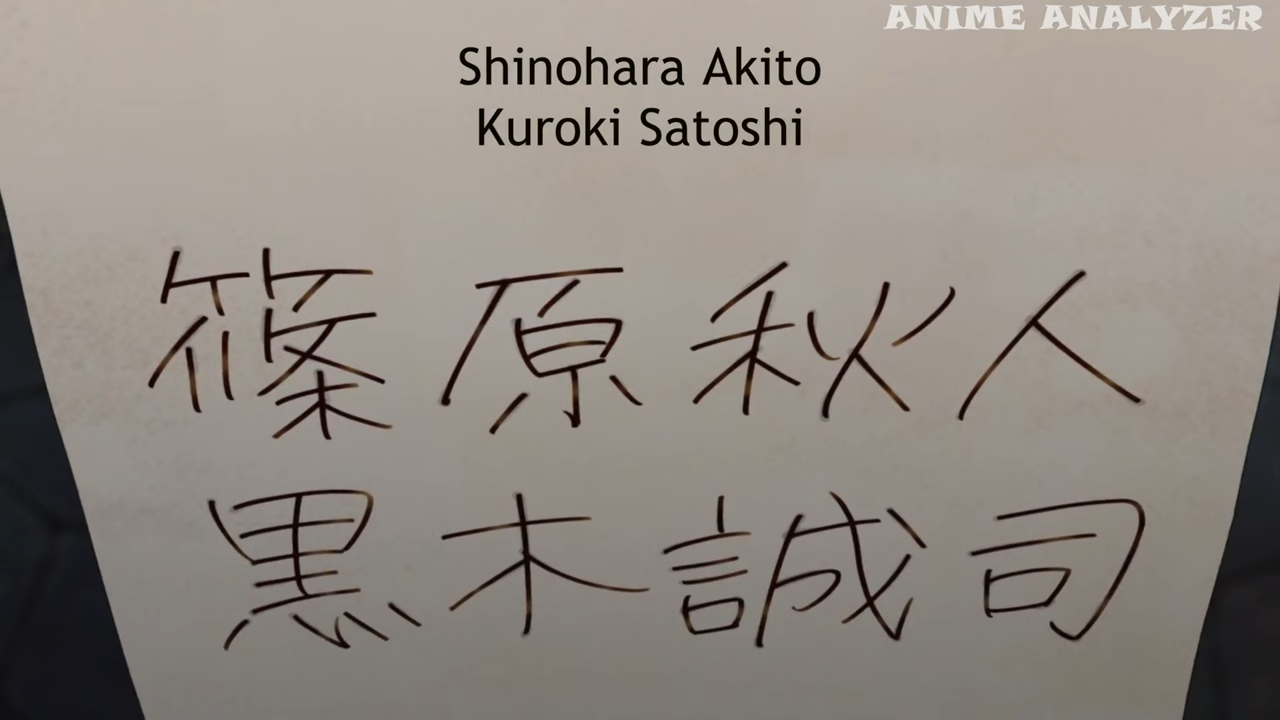 ANIME ANALYZER
Shinohara Akito
Kuroki Satoshi
篠原秋人
黒木誠司